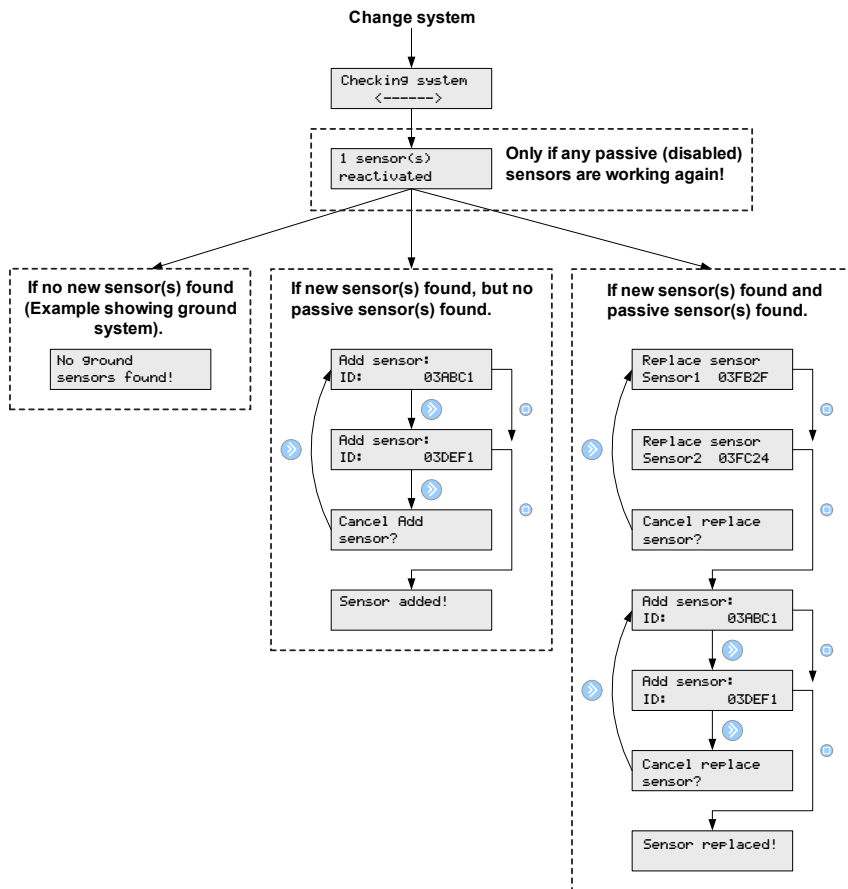 Change system
Checking system
<------>
1 sensor(s)
reactivated
Only if any passive (disabled)
sensors are working again!
If no new sensor(s) found
(Example showing ground
system).
No ground
sensors found!
If new sensor(s) found, but no
passive sensor(s) found.
Add sensor:
ID: 03ABC1
Add sensor:
ID: 03DEF1
Cancel Add
sensor?
Sensor added!
If new sensor(s) found and
passive sensor(s) found.
Replace sensor
Sensor1 03FB2F
Replace sensor
Sensor2 03FC24
Cancel replace
sensor?
Add sensor:
ID: 03ABC1
Add sensor:
ID: 03DEF1
Cancel replace
sensor?
Sensor replaced!